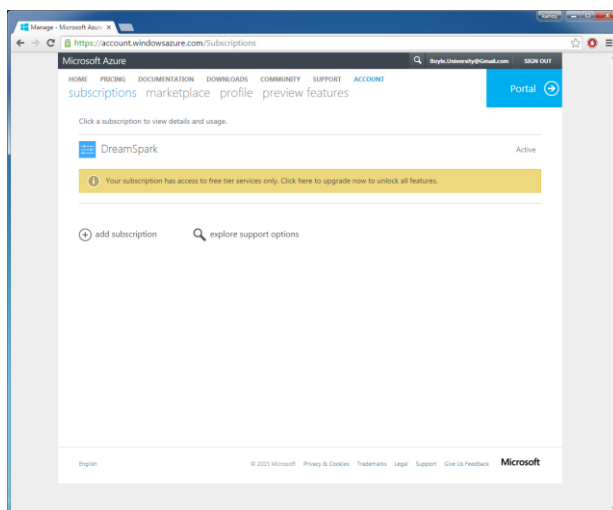 Randy
Manage - Microsoft Azure
https://account.windowsazure.com/Subscriptions
Microsoft Azure
Boyle.University@Gmail.com SIGN OUT
HOME PRICING DOCUMENTATION DOWNLOADS COMMUNITY SUPPORT ACCOUNT
subscriptions marketplace profile preview features
Portal
Click a subscription to view details and usage.
DreamSpark Active
Your subscription has access to free tier services only. Click here to upgrade now to unlock all features.
add subscription explore support options
English © 2015 Microsoft Privacy & Cookies Trademarks Legal Support Give Us Feedback Microsoft